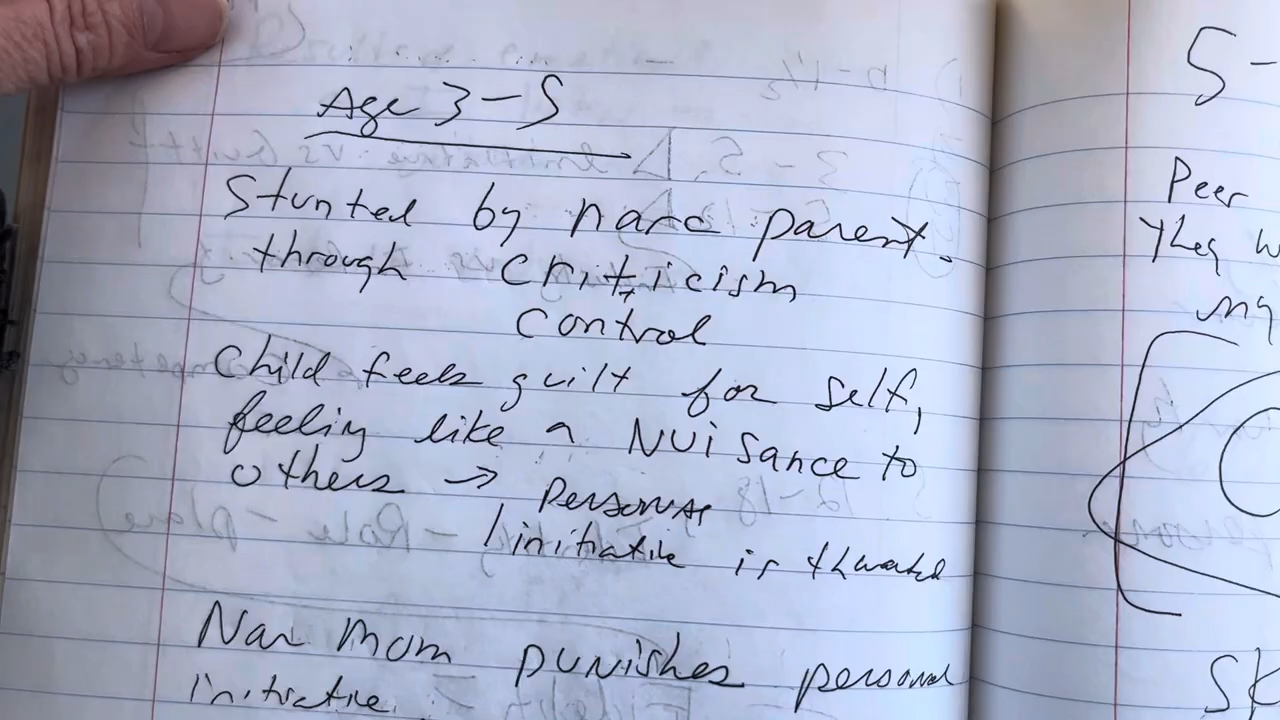 Age 3-5
Stunted by narc parent.
through criticism
+
control
Child feels guilt for self,
feeling like a NUisance to
others → personal
initiative is thwarted
Nar Mom punishes personal
initiative.
5-
Peer
They w
my